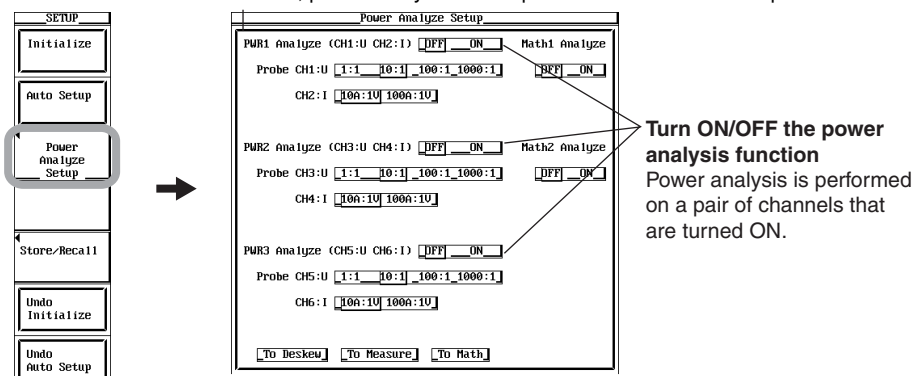 SETUP
Initialize
Auto Setup
Power
Analyze
Setup
Store/Recall
Undo
Initialize
Undo
Auto Setup
Power Analyze Setup
PWR1 Analyze (CH1:U CH2:I) OFF ON Math1 Analyze
Probe CH1:U 1:1 10:1 100:1 1000:1 OFF ON
CH2:I 10A:1V 100A:1V
PWR2 Analyze (CH3:U CH4:I) OFF ON Math2 Analyze
Probe CH3:U 1:1 10:1 100:1 1000:1 OFF ON
CH4:I 10A:1V 100A:1V
PWR3 Analyze (CH5:U CH6:I) OFF ON
Probe CH5:U 1:1 10:1 100:1 1000:1
CH6:I 10A:1V 100A:1V
To Deskew To Measure To Math
Turn ON/OFF the power
analysis function
Power analysis is performed
on a pair of channels that
are turned ON.